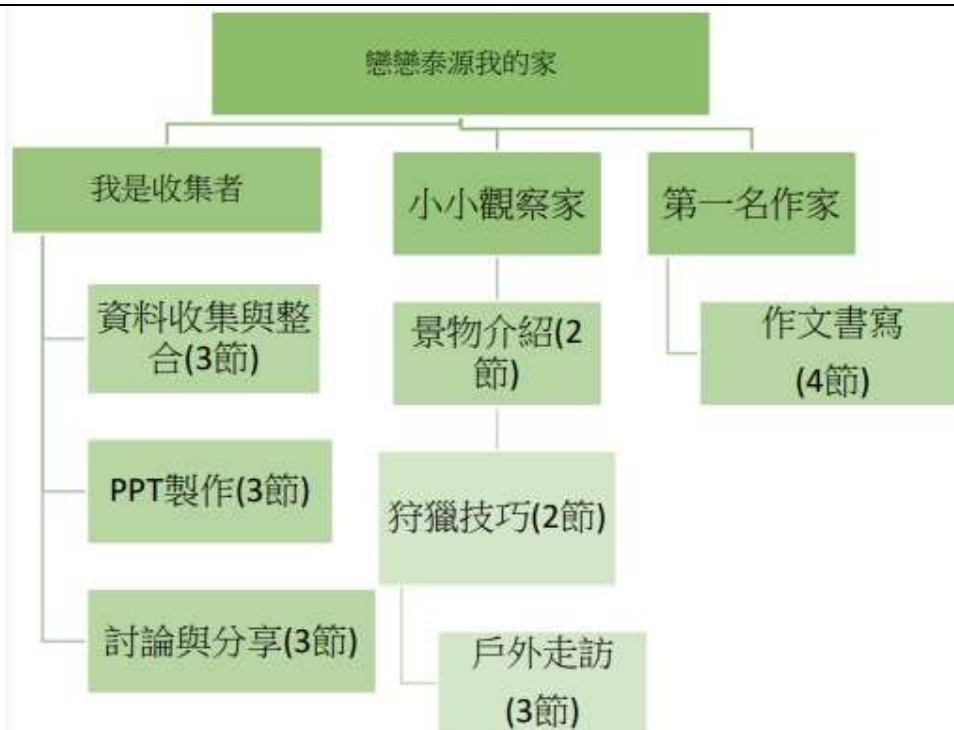 戀戀泰源我的家
我是收集者
小小觀察家
第一名作家
資料收集與整
合(3節)
景物介紹(2
節)
作文書寫
(4節)
PPT製作(3節)
狩獵技巧(2節)
討論與分享(3節)
戶外走訪
(3節)